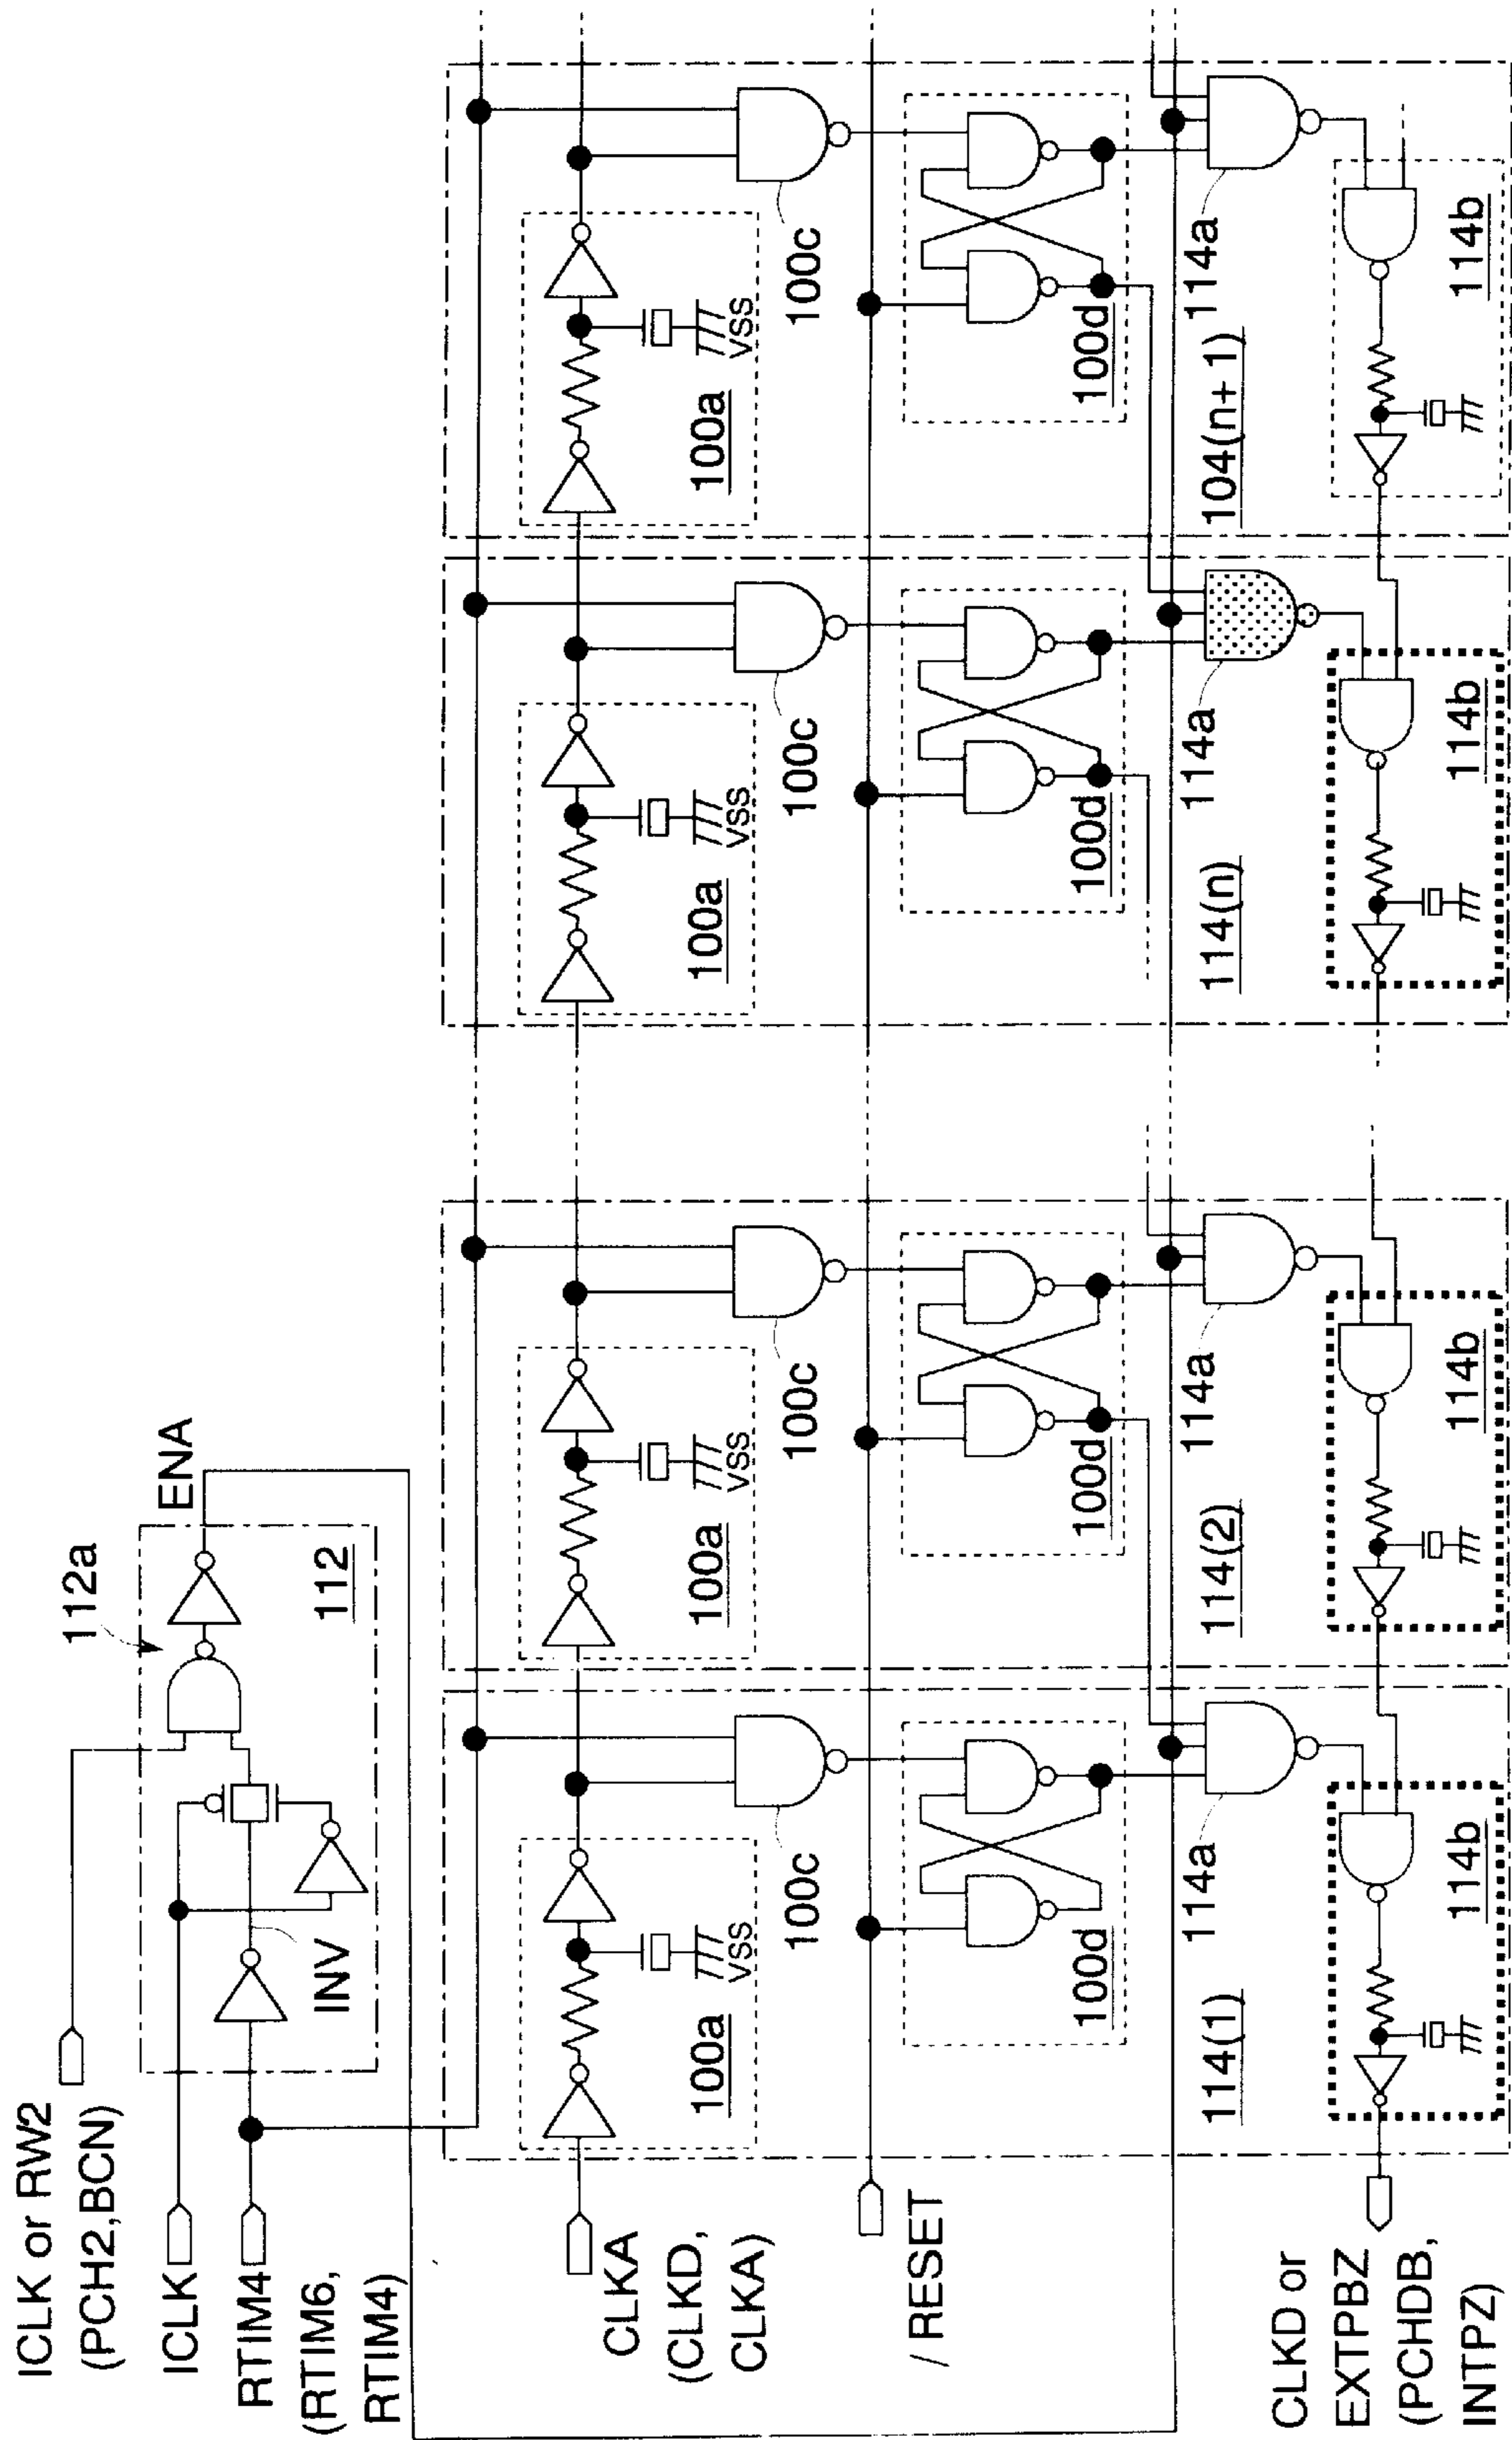 ICLK or RW2
(PCH2,BCN)
ICLK
RTIM4
(RTIM6,
RTIM4)
INV
112a
112
ENA
CLKA
(CLKD,
CLKA)
/ RESET
CLKD or
EXTPBZ
(PCHDB,
INTPZ)
100a
VSS
100c
100d
114(1)
114a
114b
100a
VSS
100c
100d
114(2)
114a
114b
100a
VSS
100c
100d
114(n)
114a
114b
100a
VSS
100c
100d
104(n+1)
114a
114b